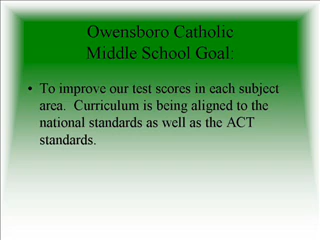 Owensboro Catholic
Middle School Goal:
• To improve our test scores in each subject
area.  Curriculum is being aligned to the
national standards as well as the ACT
standards.